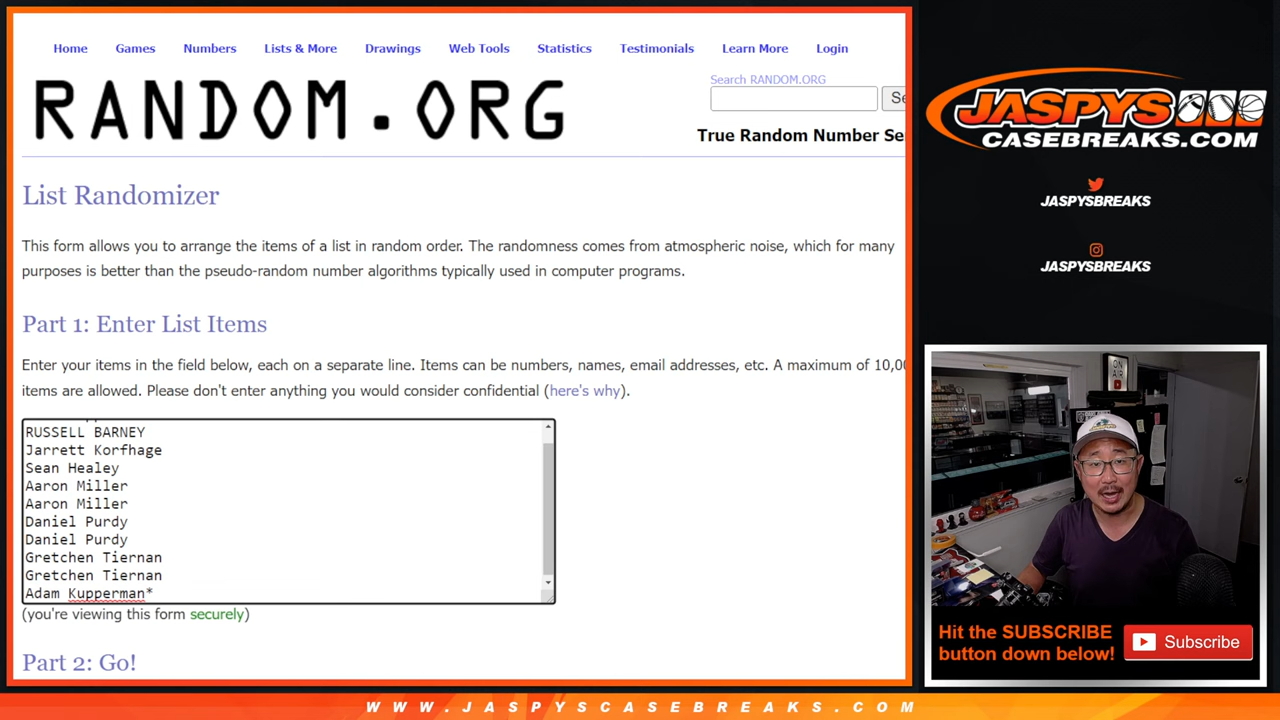 Home Games Numbers Lists & More Drawings Web Tools Statistics Testimonials Learn More Login
RANDOM.ORG
Search RANDOM.ORG
Se
True Random Number Se
List Randomizer
This form allows you to arrange the items of a list in random order. The randomness comes from atmospheric noise, which for many
purposes is better than the pseudo-random number algorithms typically used in computer programs.
Part 1: Enter List Items
Enter your items in the field below, each on a separate line. Items can be numbers, names, email addresses, etc. A maximum of 10,00
items are allowed. Please don't enter anything you would consider confidential (here's why).
RUSSELL BARNEY
Jarrett Korfhage
Sean Healey
Aaron Miller
Aaron Miller
Daniel Purdy
Daniel Purdy
Gretchen Tiernan
Gretchen Tiernan
Adam Kupperman*
(you're viewing this form securely)
Part 2: Go!
JASPYS
CASEBREAKS.COM
JASPYSBREAKS
JASPYSBREAKS
ON
AIR
Hit the SUBSCRIBE
button down below!
Subscribe
WWW.JASPYSCASEBREAKS.COM